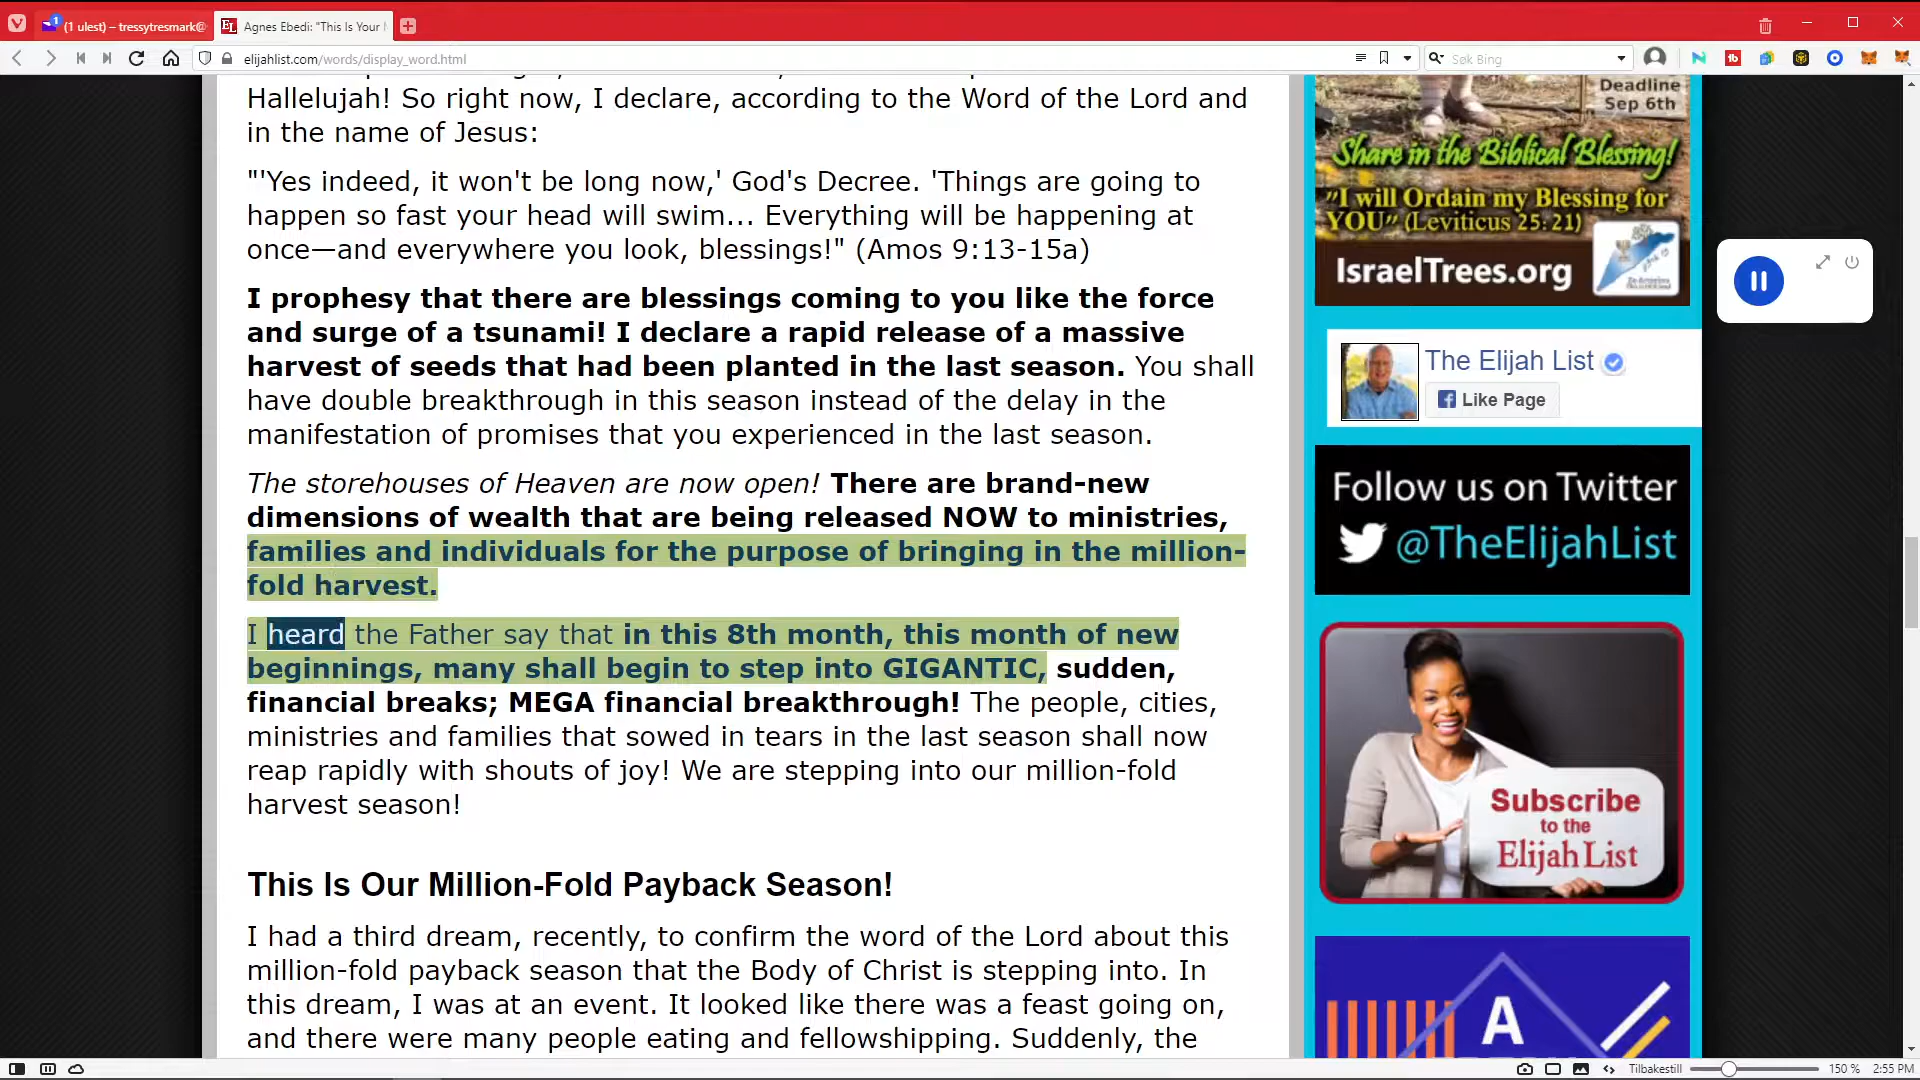 (1 ulest) – tressytresmark@
Agnes Ebedi: "This Is Your
elijahlist.com/words/display_word.html
Søk Bing
Hallelujah! So right now, I declare, according to the Word of the Lord and
in the name of Jesus:
"'Yes indeed, it won't be long now,' God's Decree. 'Things are going to
happen so fast your head will swim... Everything will be happening at
once—and everywhere you look, blessings!" (Amos 9:13-15a)
I prophesy that there are blessings coming to you like the force
and surge of a tsunami! I declare a rapid release of a massive
harvest of seeds that had been planted in the last season. You shall
have double breakthrough in this season instead of the delay in the
manifestation of promises that you experienced in the last season.
The storehouses of Heaven are now open! There are brand-new
dimensions of wealth that are being released NOW to ministries,
families and individuals for the purpose of bringing in the million-
fold harvest.
I heard the Father say that in this 8th month, this month of new
beginnings, many shall begin to step into GIGANTIC, sudden,
financial breaks; MEGA financial breakthrough! The people, cities,
ministries and families that sowed in tears in the last season shall now
reap rapidly with shouts of joy! We are stepping into our million-fold
harvest season!
This Is Our Million-Fold Payback Season!
I had a third dream, recently, to confirm the word of the Lord about this
million-fold payback season that the Body of Christ is stepping into. In
this dream, I was at an event. It looked like there was a feast going on,
and there were many people eating and fellowshipping. Suddenly, the
Deadline
Sep 6th
Share in the Biblical Blessing!
"I will Ordain my Blessing for
YOU" (Leviticus 25:21)
IsraelTrees.org
The Elijah List
Like Page
Follow us on Twitter
@TheElijahList
Subscribe
to the
Elijah List
A
Tilbakestill
150 %
2:55 PM